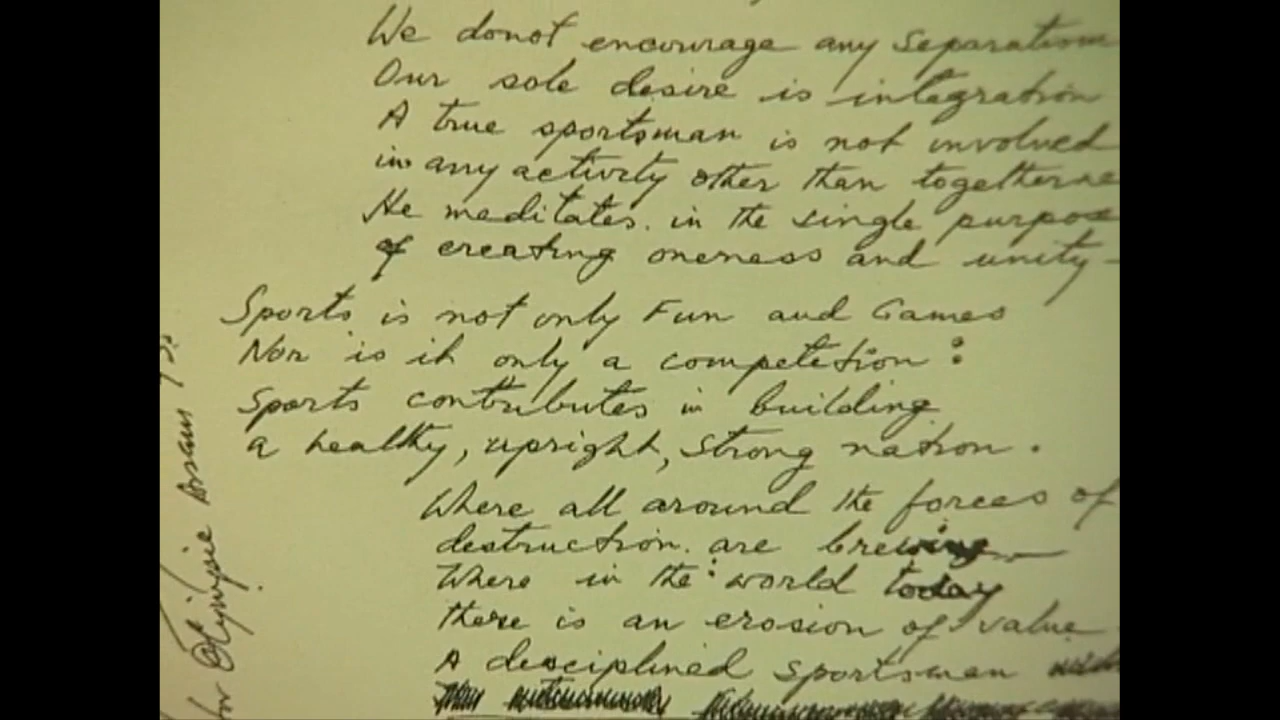 We donot encourage any Separation
Our sole desire is integration
A true sportsman is not involved
in any activity other than togetherne
He meditates. in the single purpos
of creating oneness and unity -
Sports is not only Fun and Games
Nor is it only a competetion :
Sports contributes in building
a healthy, upright, Strong nation .
Where all around the forces of
destruction. are brewing
Where in the world today
there is an erosion of value
A desciplined sportsman
for Olympic